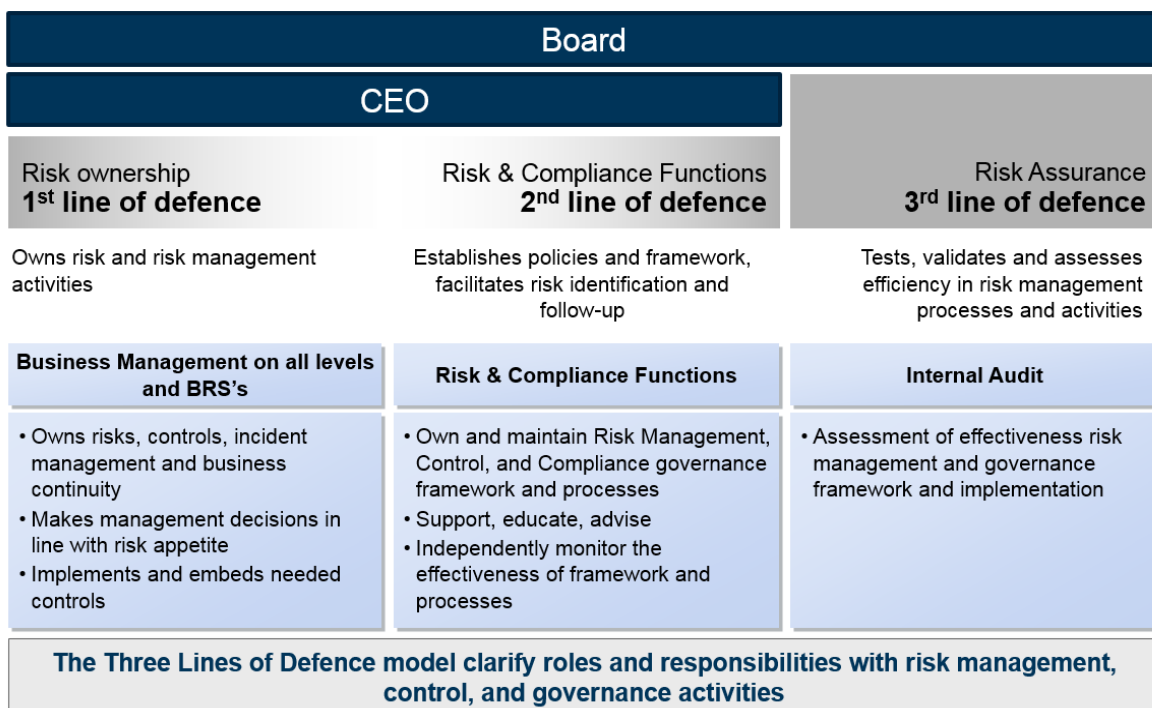 Board
CEO
Risk ownership
1st line of defence
Risk & Compliance Functions
2nd line of defence
Risk Assurance
3rd line of defence
Owns risk and risk management
activities
Establishes policies and framework,
facilitates risk identification and
follow-up
Tests, validates and assesses
efficiency in risk management
processes and activities
Business Management on all levels
and BRS's
Risk & Compliance Functions
Internal Audit
• Owns risks, controls, incident
management and business
continuity
• Makes management decisions in
line with risk appetite
• Implements and embeds needed
controls
• Own and maintain Risk Management,
Control, and Compliance governance
framework and processes
• Support, educate, advise
• Independently monitor the
effectiveness of framework and
processes
• Assessment of effectiveness risk
management and governance
framework and implementation
The Three Lines of Defence model clarify roles and responsibilities with risk management,
control, and governance activities